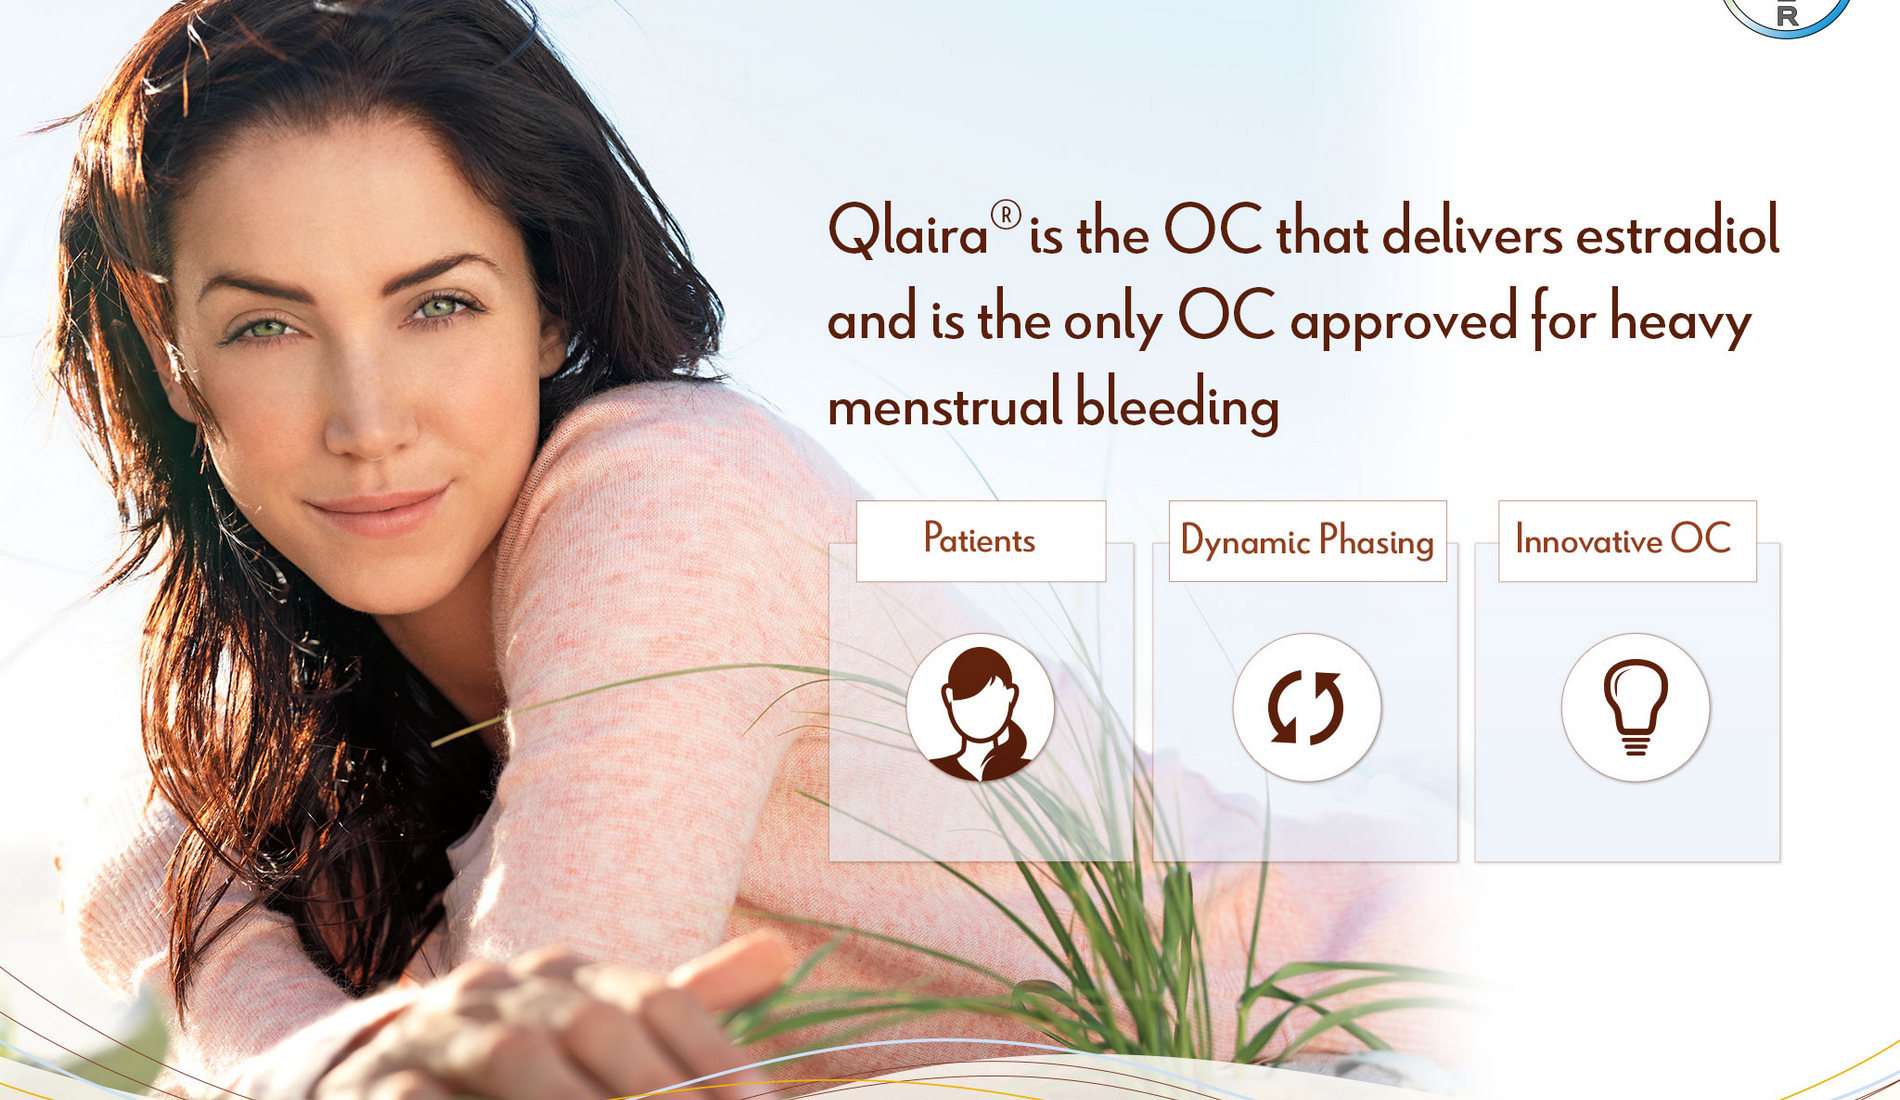 R
Qlaira® is the OC that delivers estradiol
and is the only OC approved for heavy
menstrual bleeding
Patients
Dynamic Phasing
Innovative OC